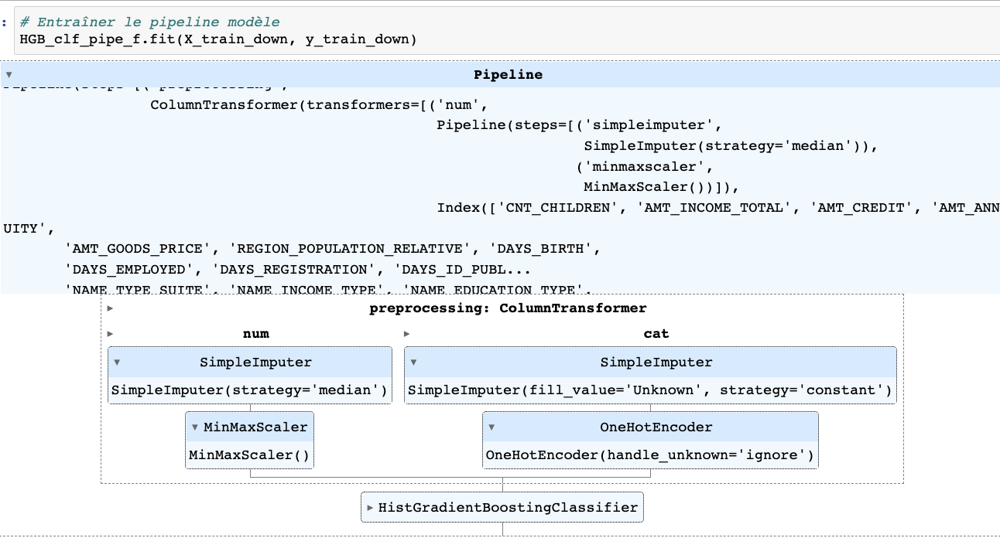 :
# Entraîner le pipeline modèle
HGB_clf_pipe_f.fit(X_train_down, y_train_down)
▾ Pipeline
Pipeline(steps=[('preprocessing',
ColumnTransformer(transformers=[('num',
Pipeline(steps=[('simpleimputer',
SimpleImputer(strategy='median')),
('minmaxscaler',
MinMaxScaler())]),
Index(['CNT_CHILDREN', 'AMT_INCOME_TOTAL', 'AMT_CREDIT', 'AMT_ANN
UITY',
'AMT_GOODS_PRICE', 'REGION_POPULATION_RELATIVE', 'DAYS_BIRTH',
'DAYS_EMPLOYED', 'DAYS_REGISTRATION', 'DAYS_ID_PUBL...
'NAME_TYPE_SUITE', 'NAME_INCOME_TYPE', 'NAME_EDUCATION_TYPE',
▸ preprocessing: ColumnTransformer
▸ num
▾ SimpleImputer
SimpleImputer(strategy='median')
▾ MinMaxScaler
MinMaxScaler()
▸ cat
▾ SimpleImputer
SimpleImputer(fill_value='Unknown', strategy='constant')
▾ OneHotEncoder
OneHotEncoder(handle_unknown='ignore')
▸ HistGradientBoostingClassifier